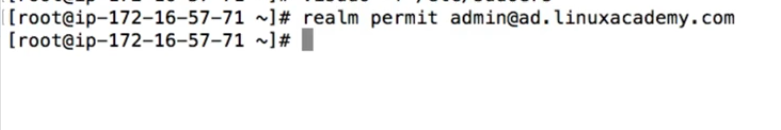 [root@ip-172-16-57-71 ~]# realm permit admin@ad.linuxacademy.com
[root@ip-172-16-57-71 ~]#